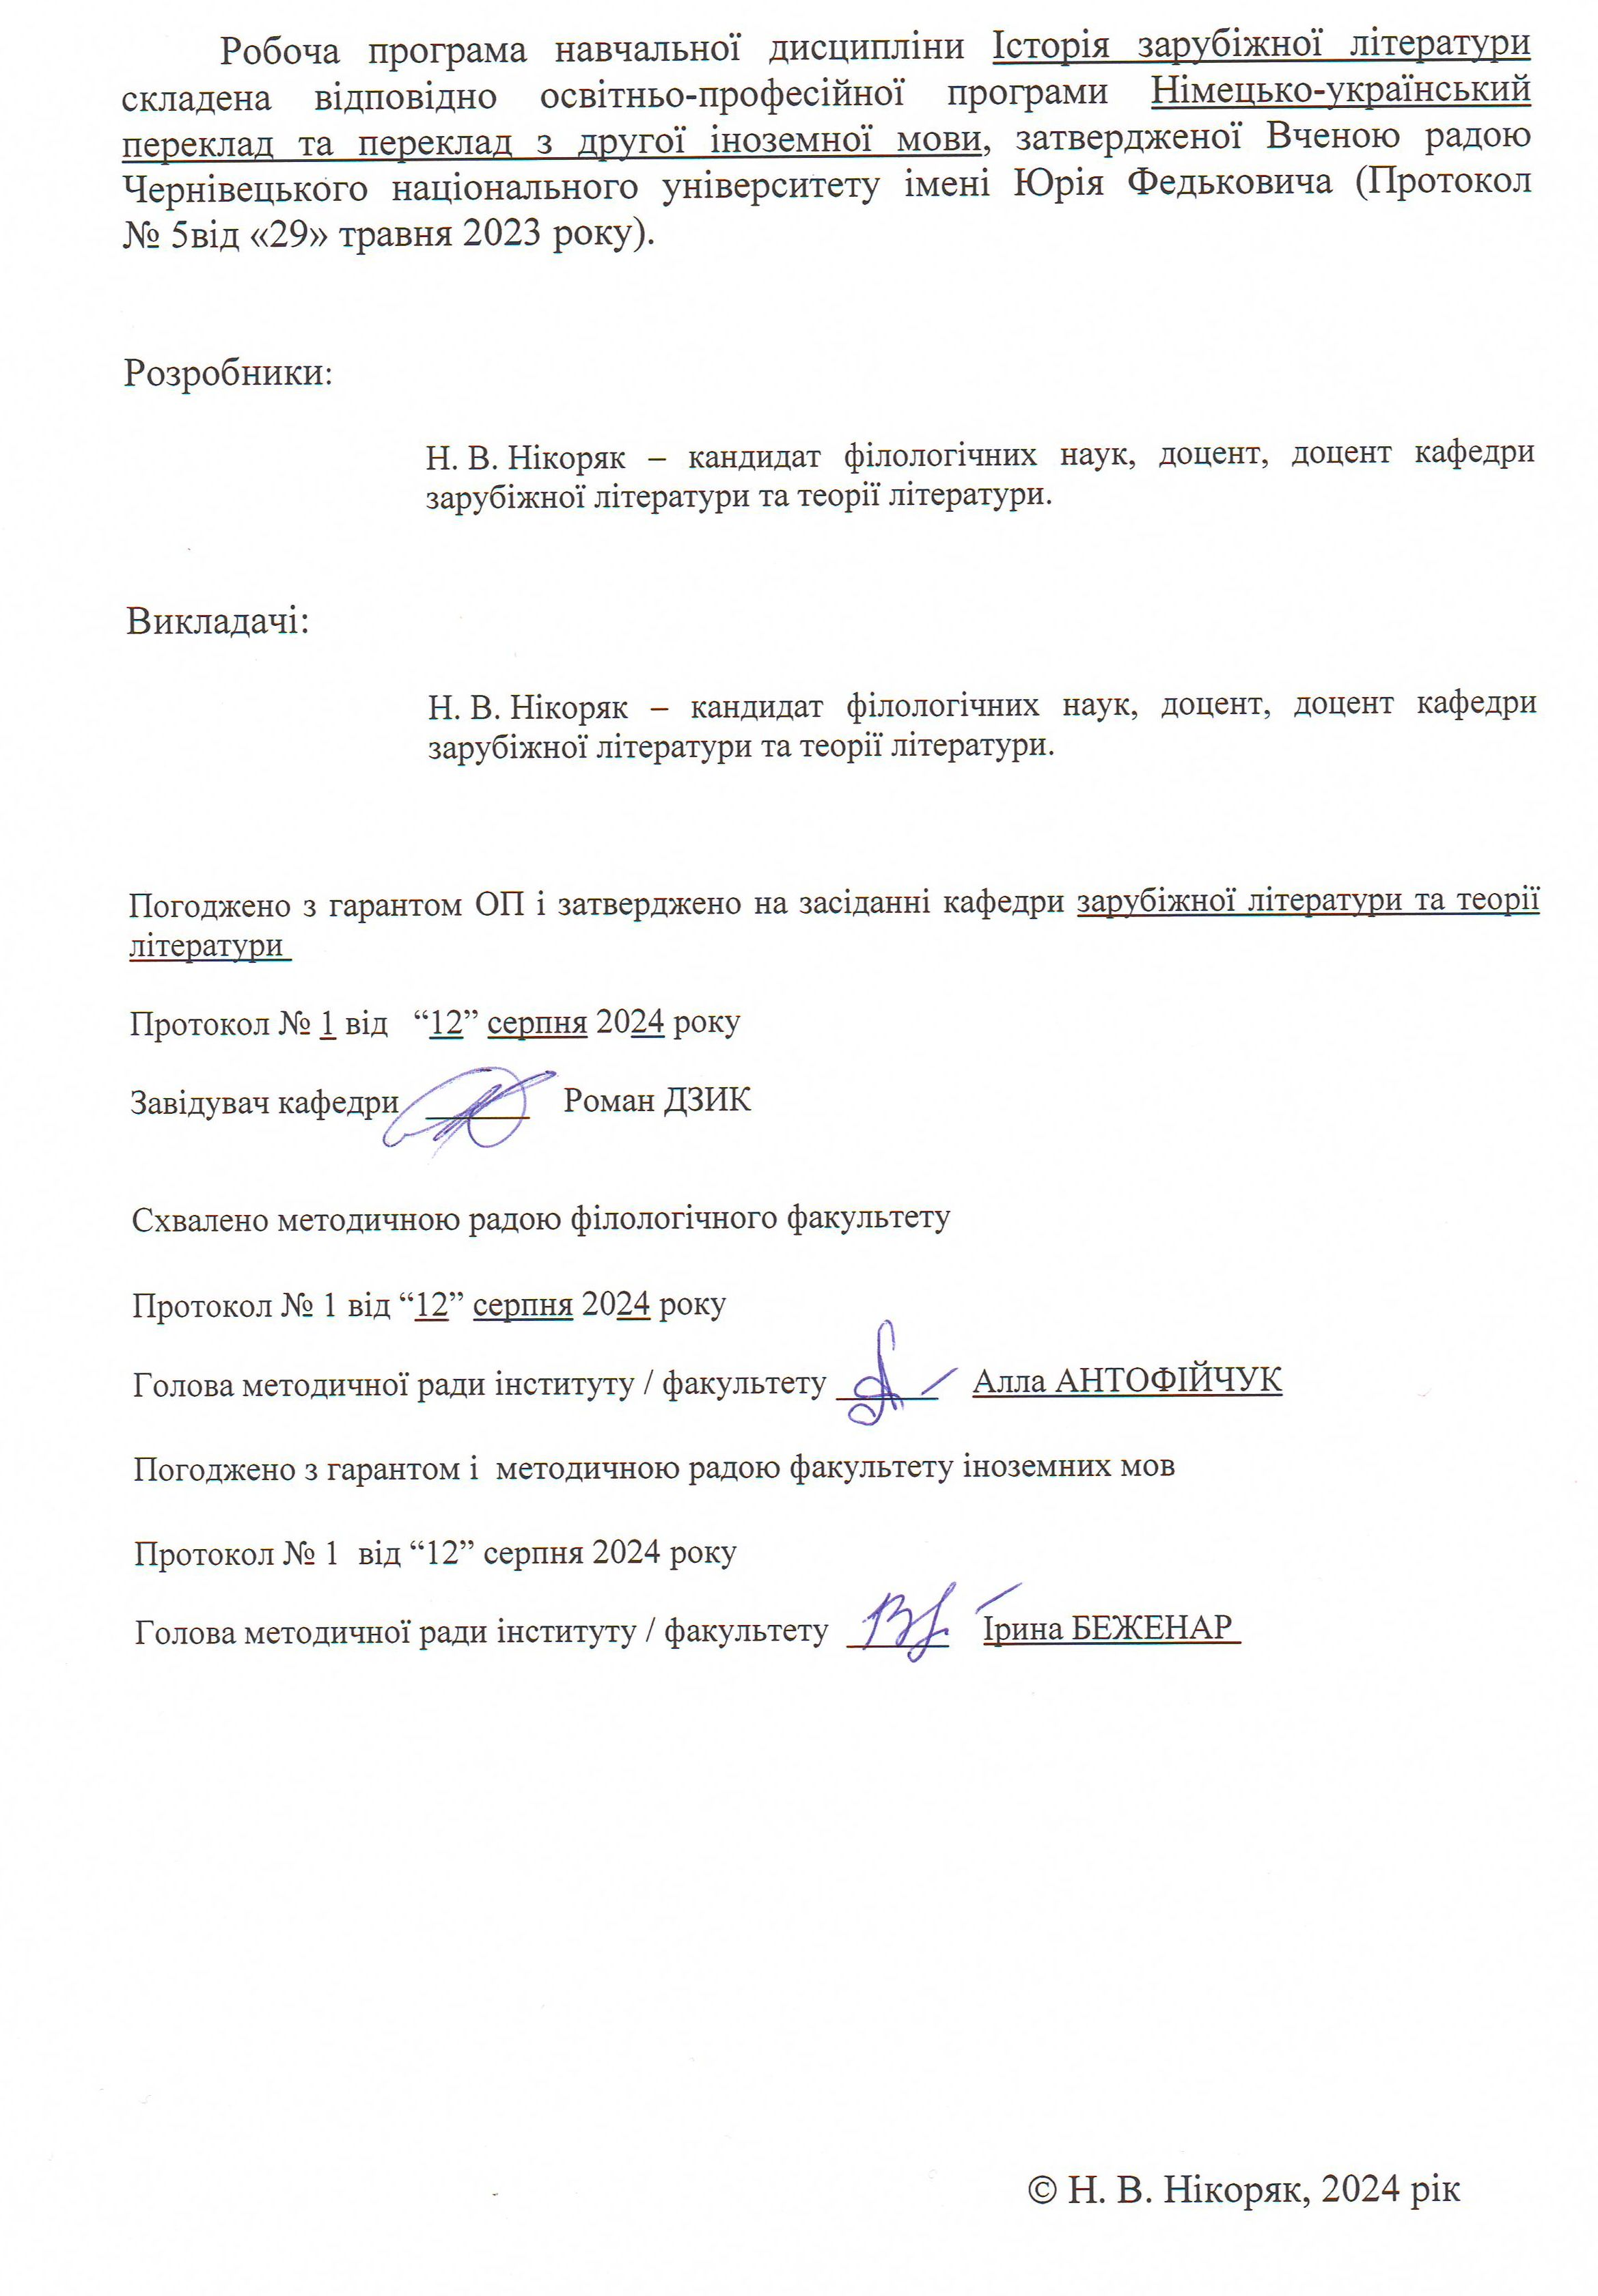 Робоча програма навчальної дисципліни Історія зарубіжної літератури
складена відповідно освітньо-професійної програми Німецько-український
переклад та переклад з другої іноземної мови, затвердженої Вченою радою
Чернівецького національного університету імені Юрія Федьковича (Протокол
№ 5від «29» травня 2023 року).
Розробники:
Н. В. Нікоряк – кандидат філологічних наук, доцент, доцент кафедри
зарубіжної літератури та теорії літератури.
Викладачі:
Н. В. Нікоряк – кандидат філологічних наук, доцент, доцент кафедри
зарубіжної літератури та теорії літератури.
Погоджено з гарантом ОП і затверджено на засіданні кафедри зарубіжної літератури та теорії
літератури
Протокол № 1 від “12” серпня 2024 року
Завідувач кафедри ______ Роман ДЗИК
Схвалено методичною радою філологічного факультету
Протокол № 1 від “12” серпня 2024 року
Голова методичної ради інституту / факультету ______ Алла АНТОФІЙЧУК
Погоджено з гарантом і методичною радою факультету іноземних мов
Протокол № 1 від “12” серпня 2024 року
Голова методичної ради інституту / факультету ______ Ірина БЕЖЕНАР
© Н. В. Нікоряк, 2024 рік